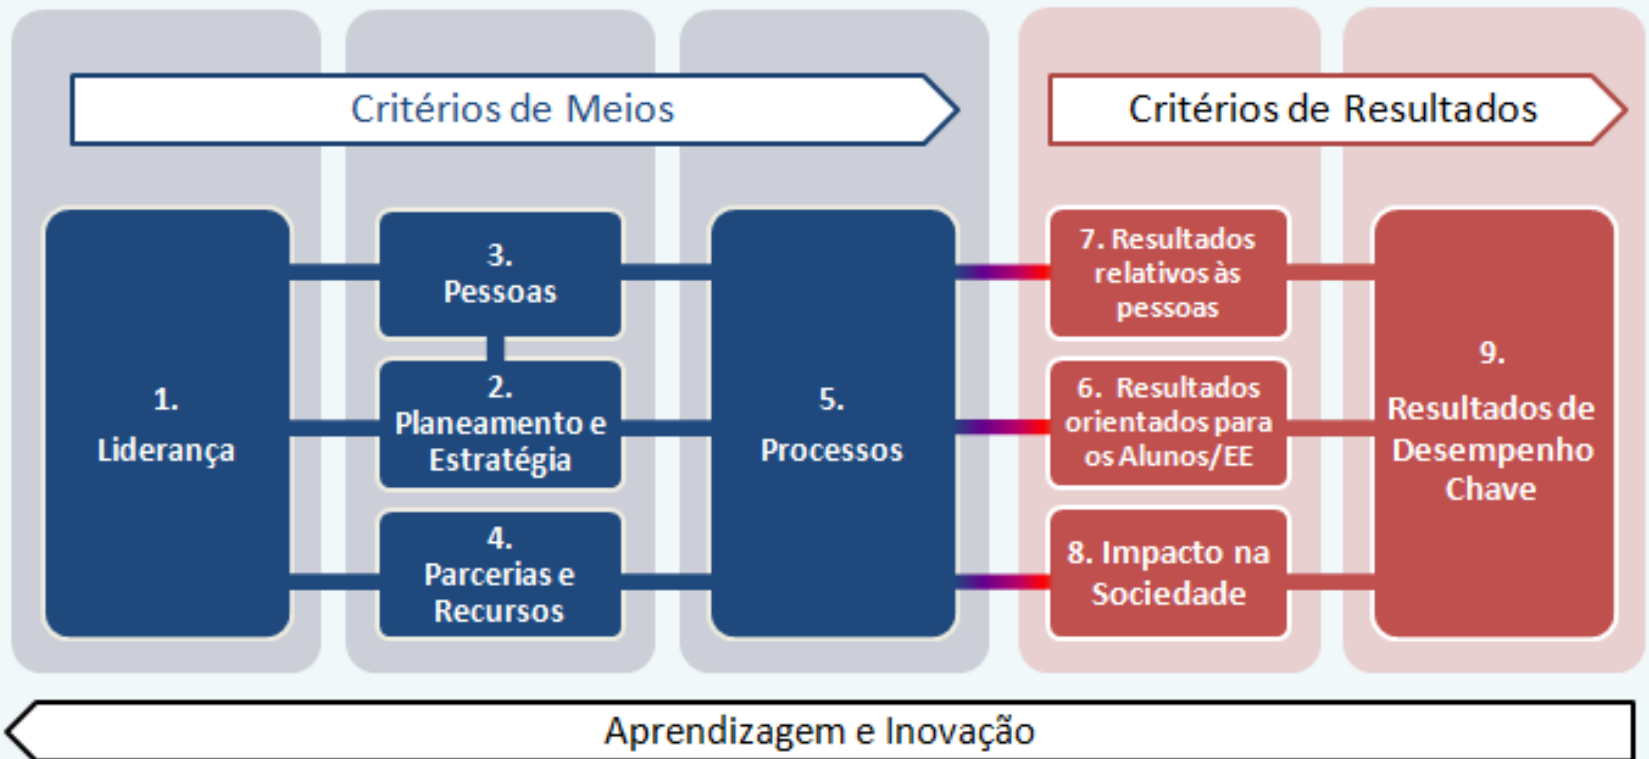 Critérios de Meios
Critérios de Resultados
1.
Liderança
3.
Pessoas
2.
Planeamento e
Estratégia
4.
Parcerias e
Recursos
5.
Processos
7. Resultados
relativos às
pessoas
6. Resultados
orientados para
os Alunos/EE
8. Impacto na
Sociedade
9.
Resultados de
Desempenho
Chave
Aprendizagem e Inovação